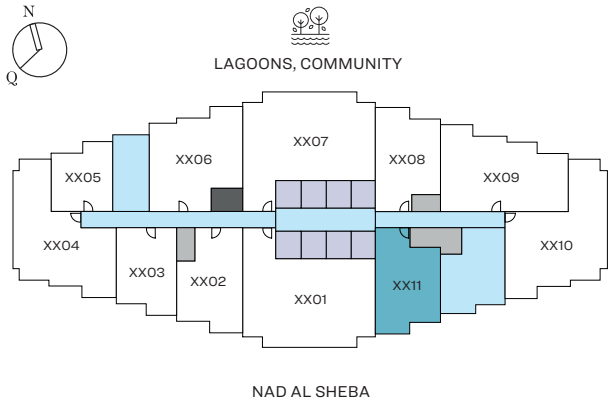 N
Q
LAGOONS, COMMUNITY
XX07
XX06
XX08
XX05
XX09
XX04
XX10
XX03
XX02
XX01
XX11
NAD AL SHEBA